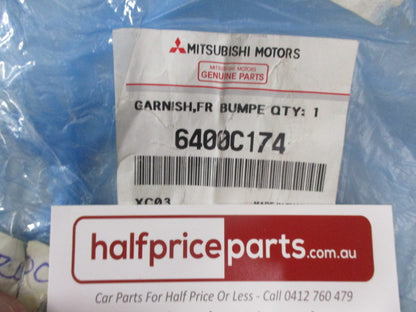 MITSUBISHI MOTORS
MITSUBISHI MOTORS
GENUINE PARTS
GARNISH,FR BUMPE QTY: 1
6400C174
XC03
halfpriceparts.com.au
Car Parts For Half Price Or Less - Call 0412 760 479